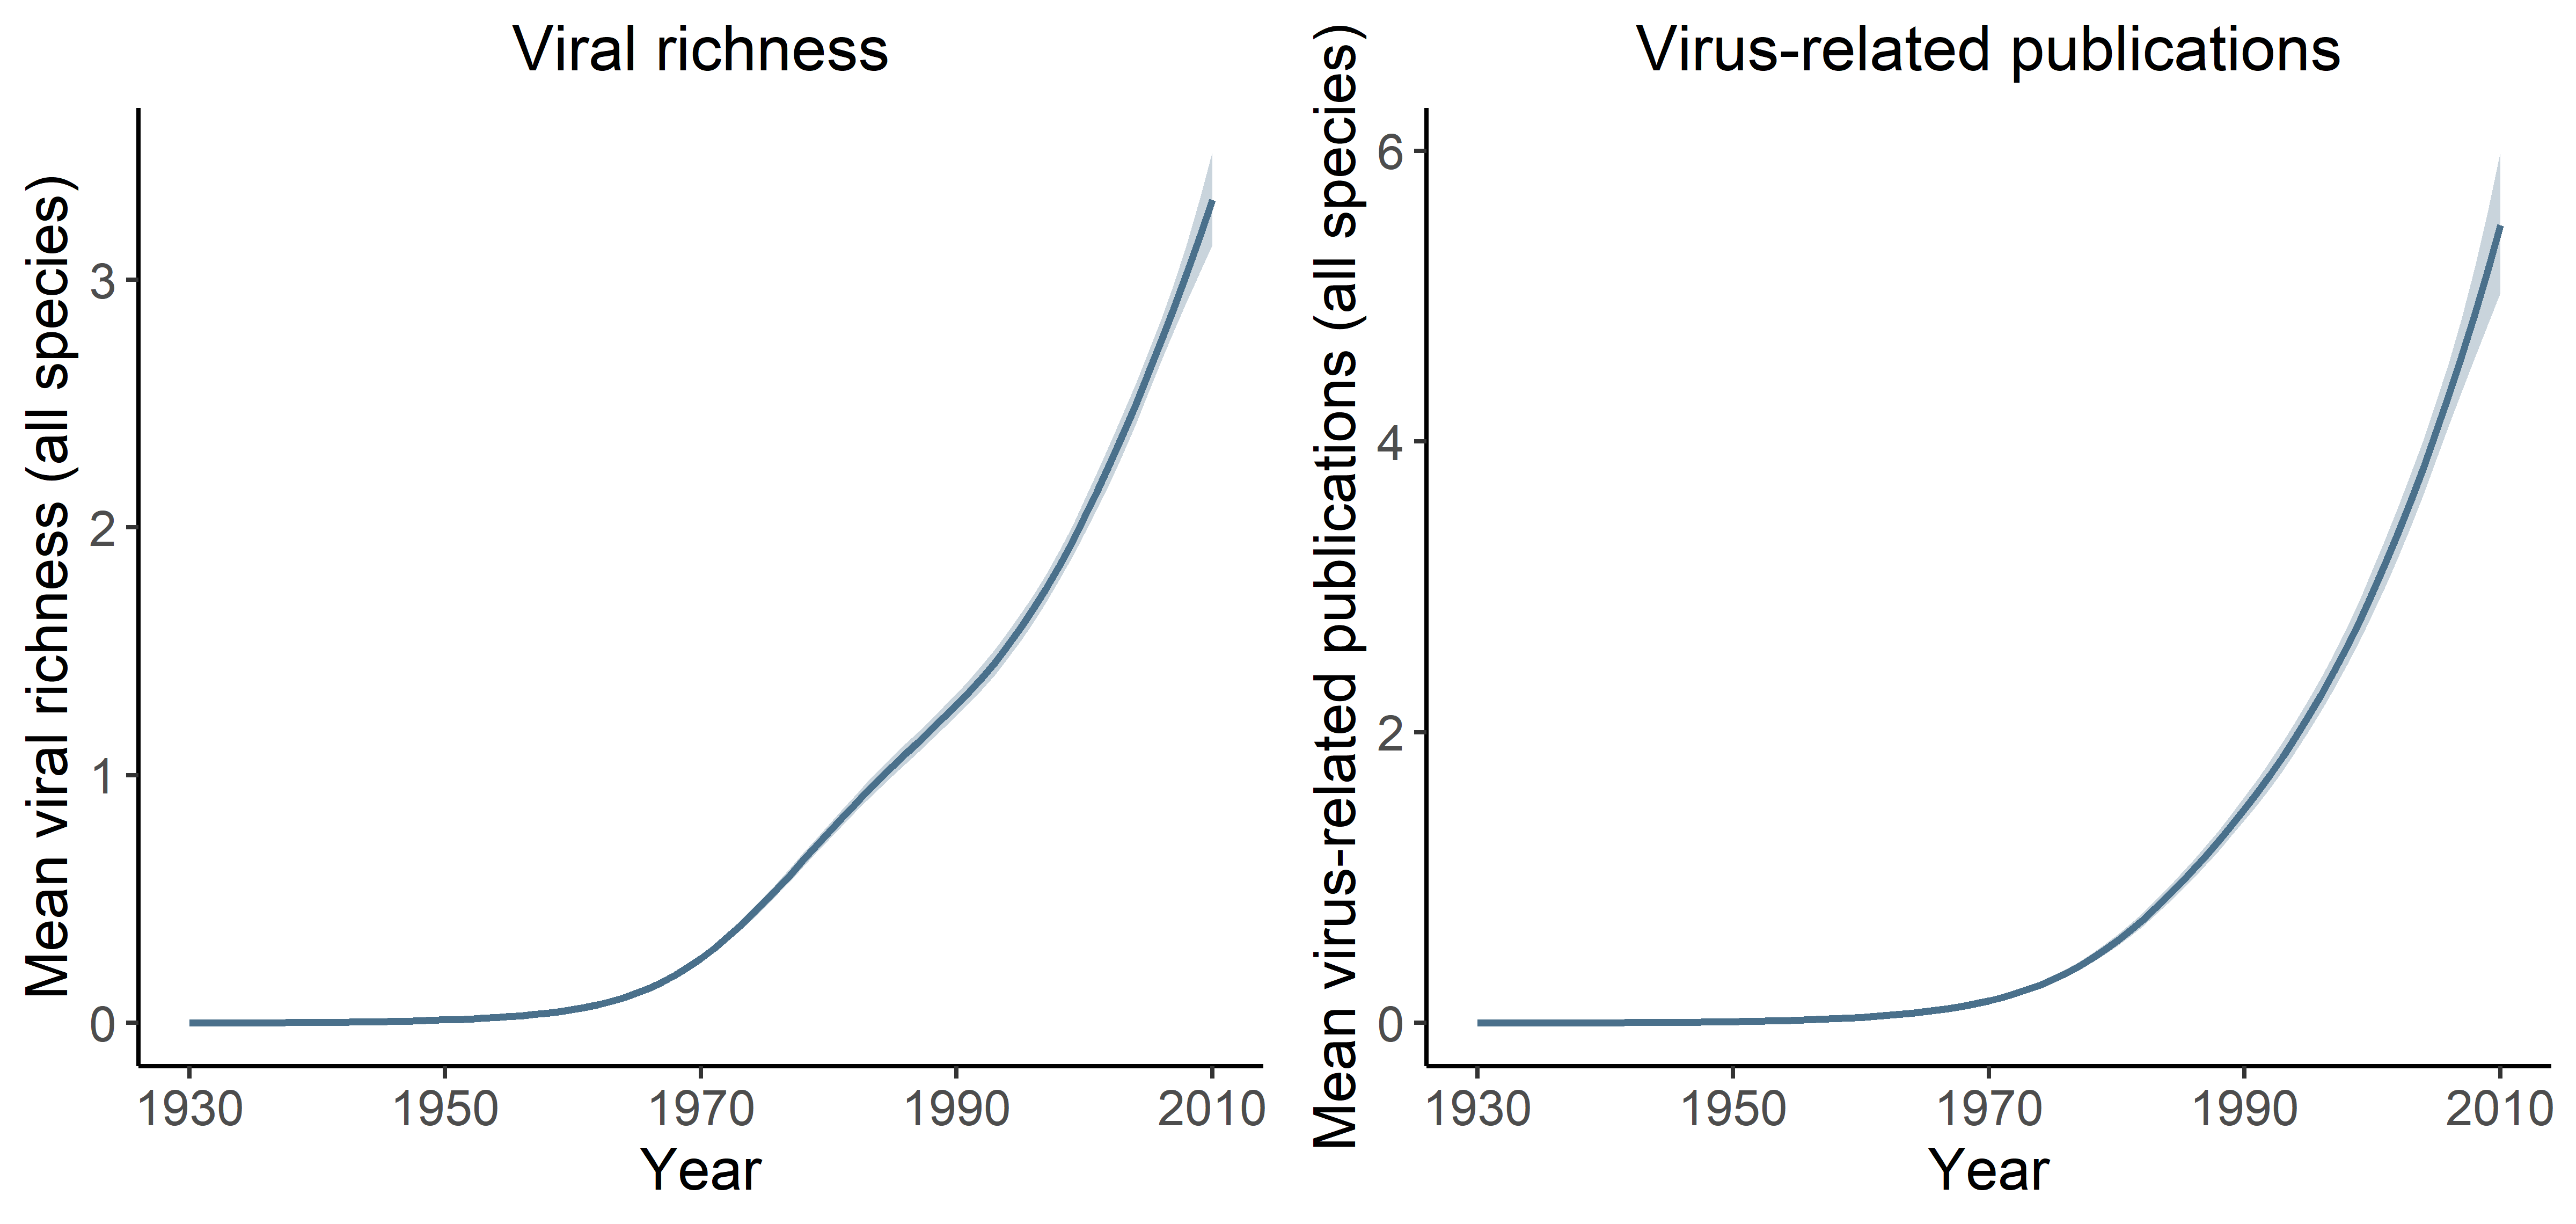 Viral richness
Mean viral richness (all species)
3
2
1
0
1930 1950 1970 1990 2010
Year
Virus-related publications
Mean virus-related publications (all species)
6
4
2
0
1930 1950 1970 1990 2010
Year